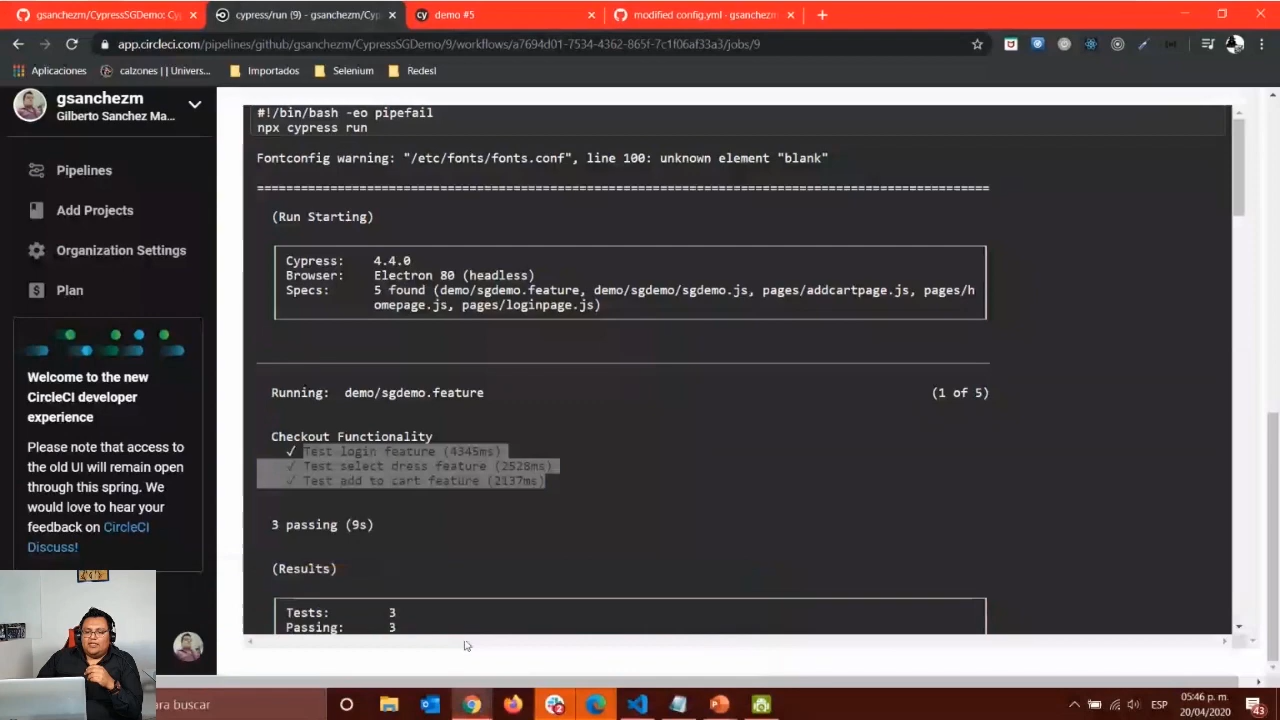 gsanchezm/CypressSGDemo: Cy
cypress/run (9) - gsanchezm/Cyp
cy
demo #5
modified config.yml - gsanchezm
app.circleci.com/pipelines/github/gsanchezm/CypressSGDemo/9/workflows/a7694d01-7534-4362-865f-7c1f06af33a3/jobs/9
Aplicaciones
calzones | | Univers...
Importados
Selenium
Redesl
gsanchezm
Gilberto Sanchez Ma...
Pipelines
Add Projects
Organization Settings
Plan
Welcome to the new
CircleCI developer
experience
Please note that access to
the old UI will remain open
through this spring. We
would love to hear your
feedback on CircleCI
Discuss!
#!/bin/bash -eo pipefail
npx cypress run
Fontconfig warning: "/etc/fonts/fonts.conf", line 100: unknown element "blank"
(Run Starting)
Cypress: 4.4.0
Browser: Electron 80 (headless)
Specs: 5 found (demo/sgdemo.feature, demo/sgdemo/sgdemo.js, pages/addcartpage.js, pages/h
omepage.js, pages/loginpage.js)
Running: demo/sgdemo.feature (1 of 5)
Checkout Functionality
✓ Test login feature (4345ms)
✓ Test select dress feature (2528ms)
✓ Test add to cart feature (2137ms)
3 passing (9s)
(Results)
Tests: 3
Passing: 3
ara buscar
ESP
05:46 p. m.
20/04/2020
43